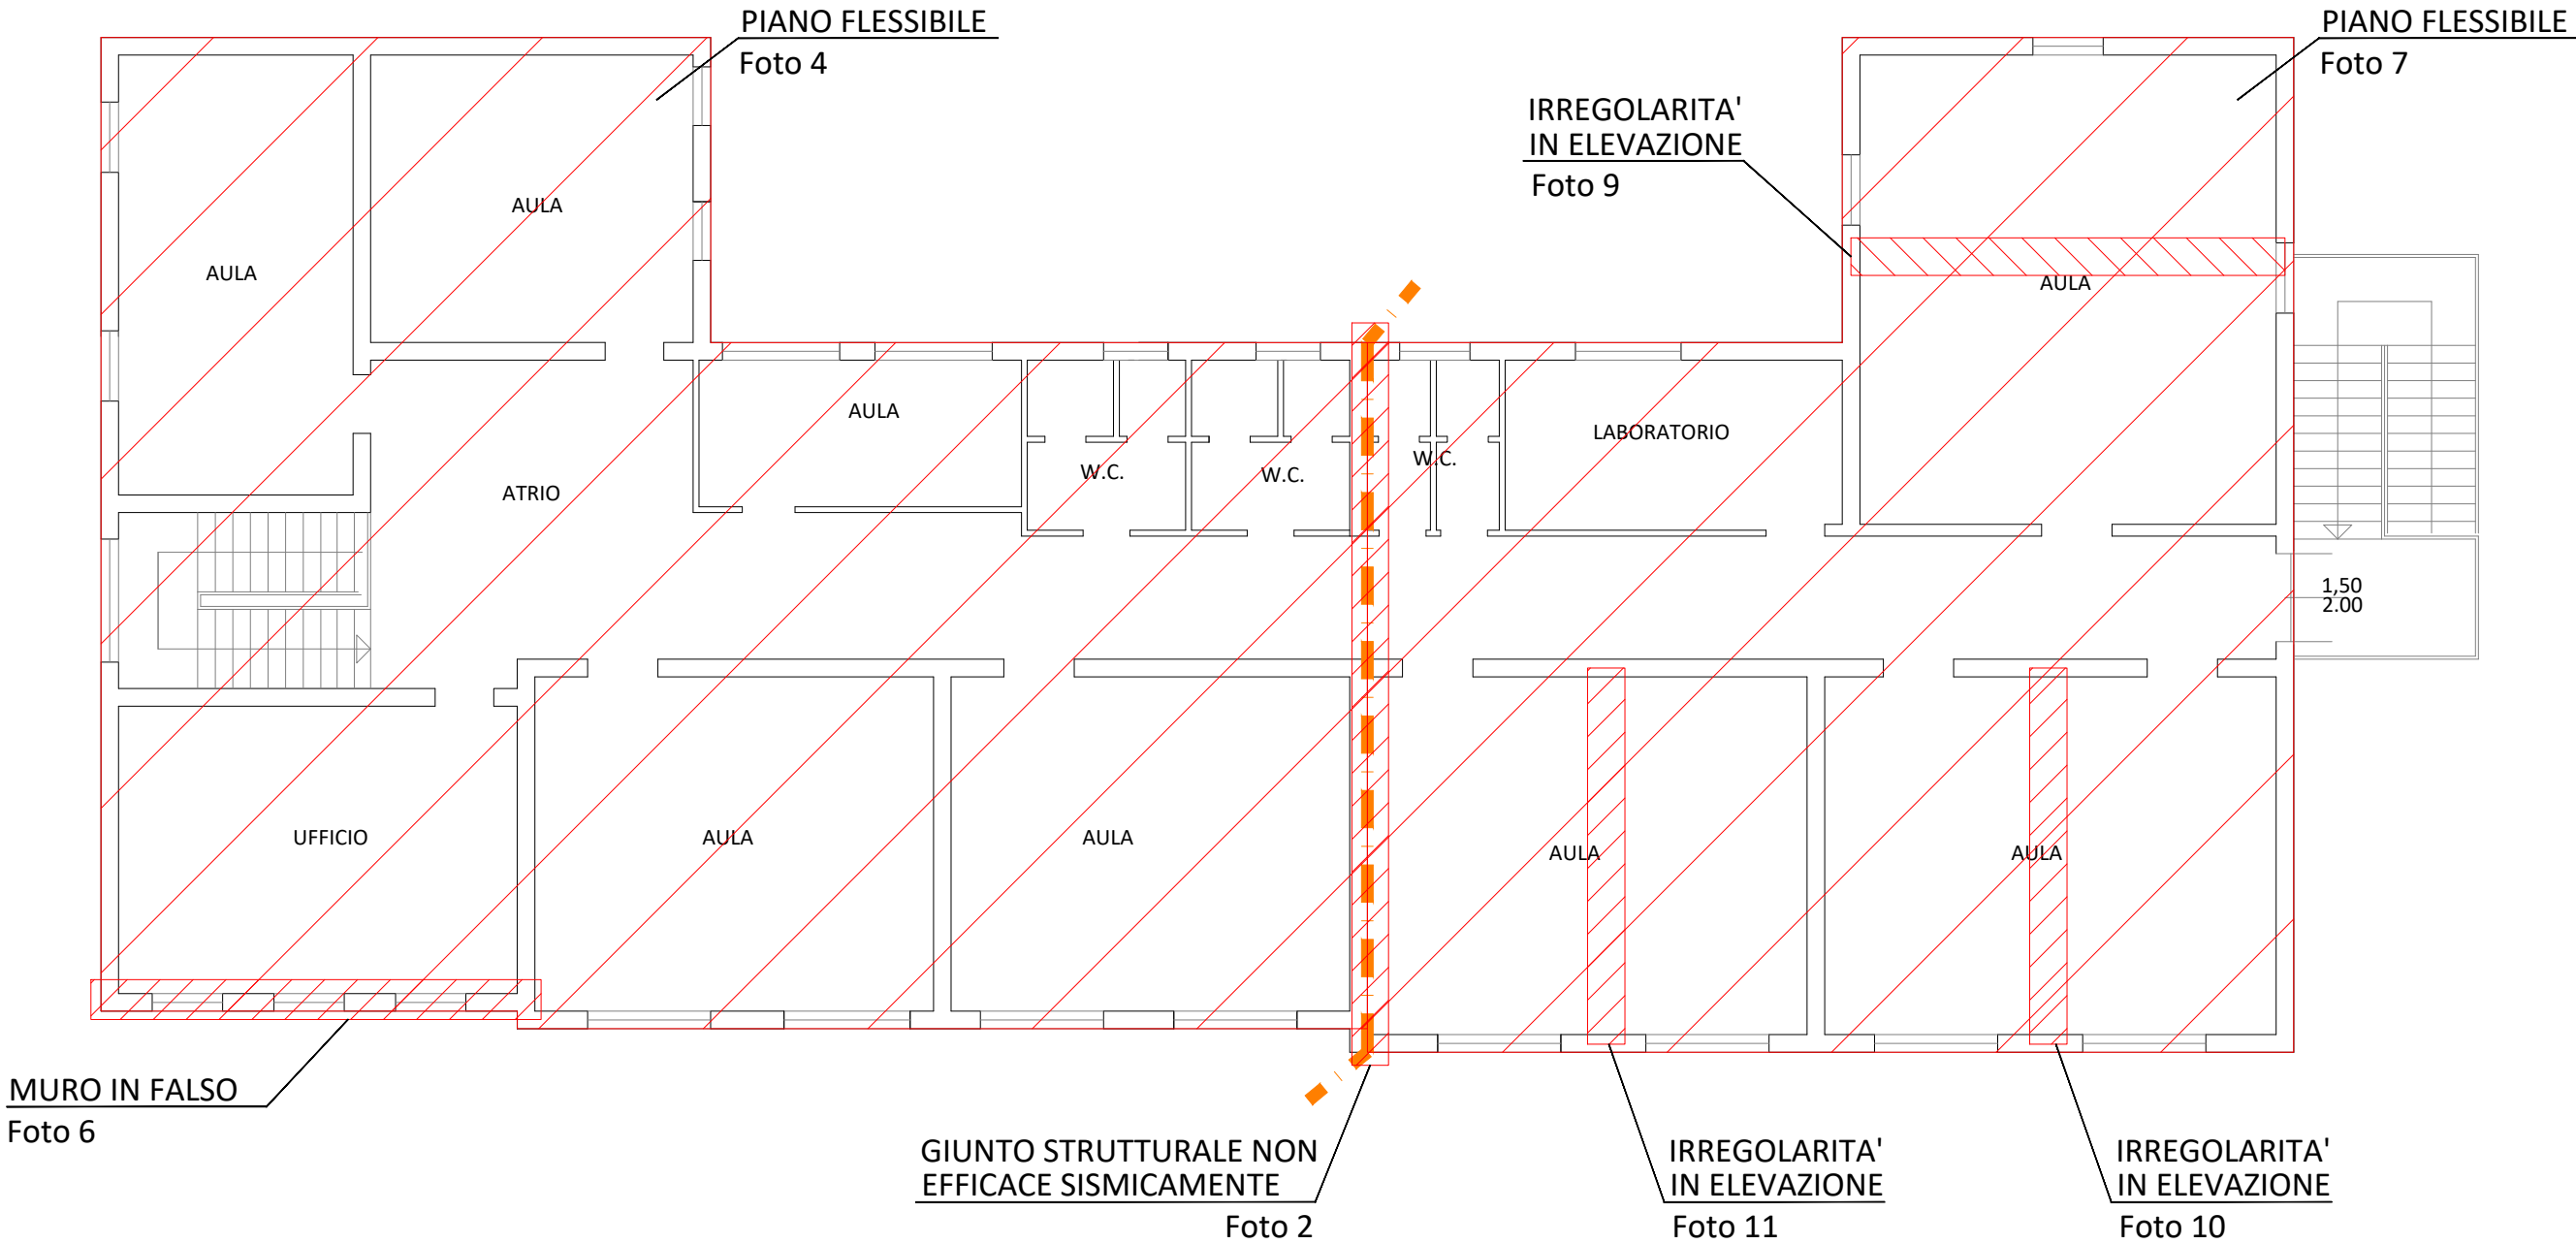 PIANO FLESSIBILE
Foto 4
PIANO FLESSIBILE
Foto 7
IRREGOLARITA'
IN ELEVAZIONE
Foto 9
AULA
AULA
AULA
AULA
LABORATORIO
W.C.
W.C.
W.C.
ATRIO
1,50
2.00
UFFICIO
AULA
AULA
AULA
AULA
MURO IN FALSO
Foto 6
GIUNTO STRUTTURALE NON
EFFICACE SISMICAMENTE
Foto 2
IRREGOLARITA'
IN ELEVAZIONE
Foto 11
IRREGOLARITA'
IN ELEVAZIONE
Foto 10